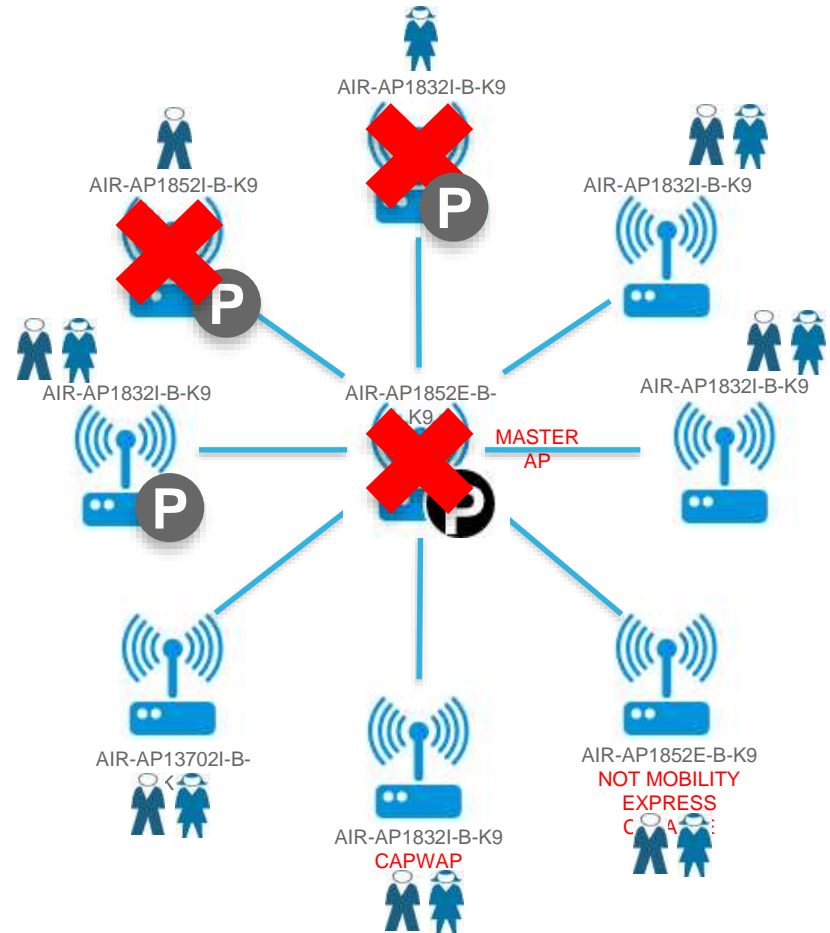 AIR-AP1832I-B-K9
P
AIR-AP1852I-B-K9
P
AIR-AP1832I-B-K9
AIR-AP1832I-B-K9
P
AIR-AP1852E-B-
K9
MASTER
AP
P
AIR-AP1832I-B-K9
AIR-AP13702I-B-
K
AIR-AP1832I-B-K9
CAPWAP
AIR-AP1852E-B-K9
NOT MOBILITY
EXPRESS